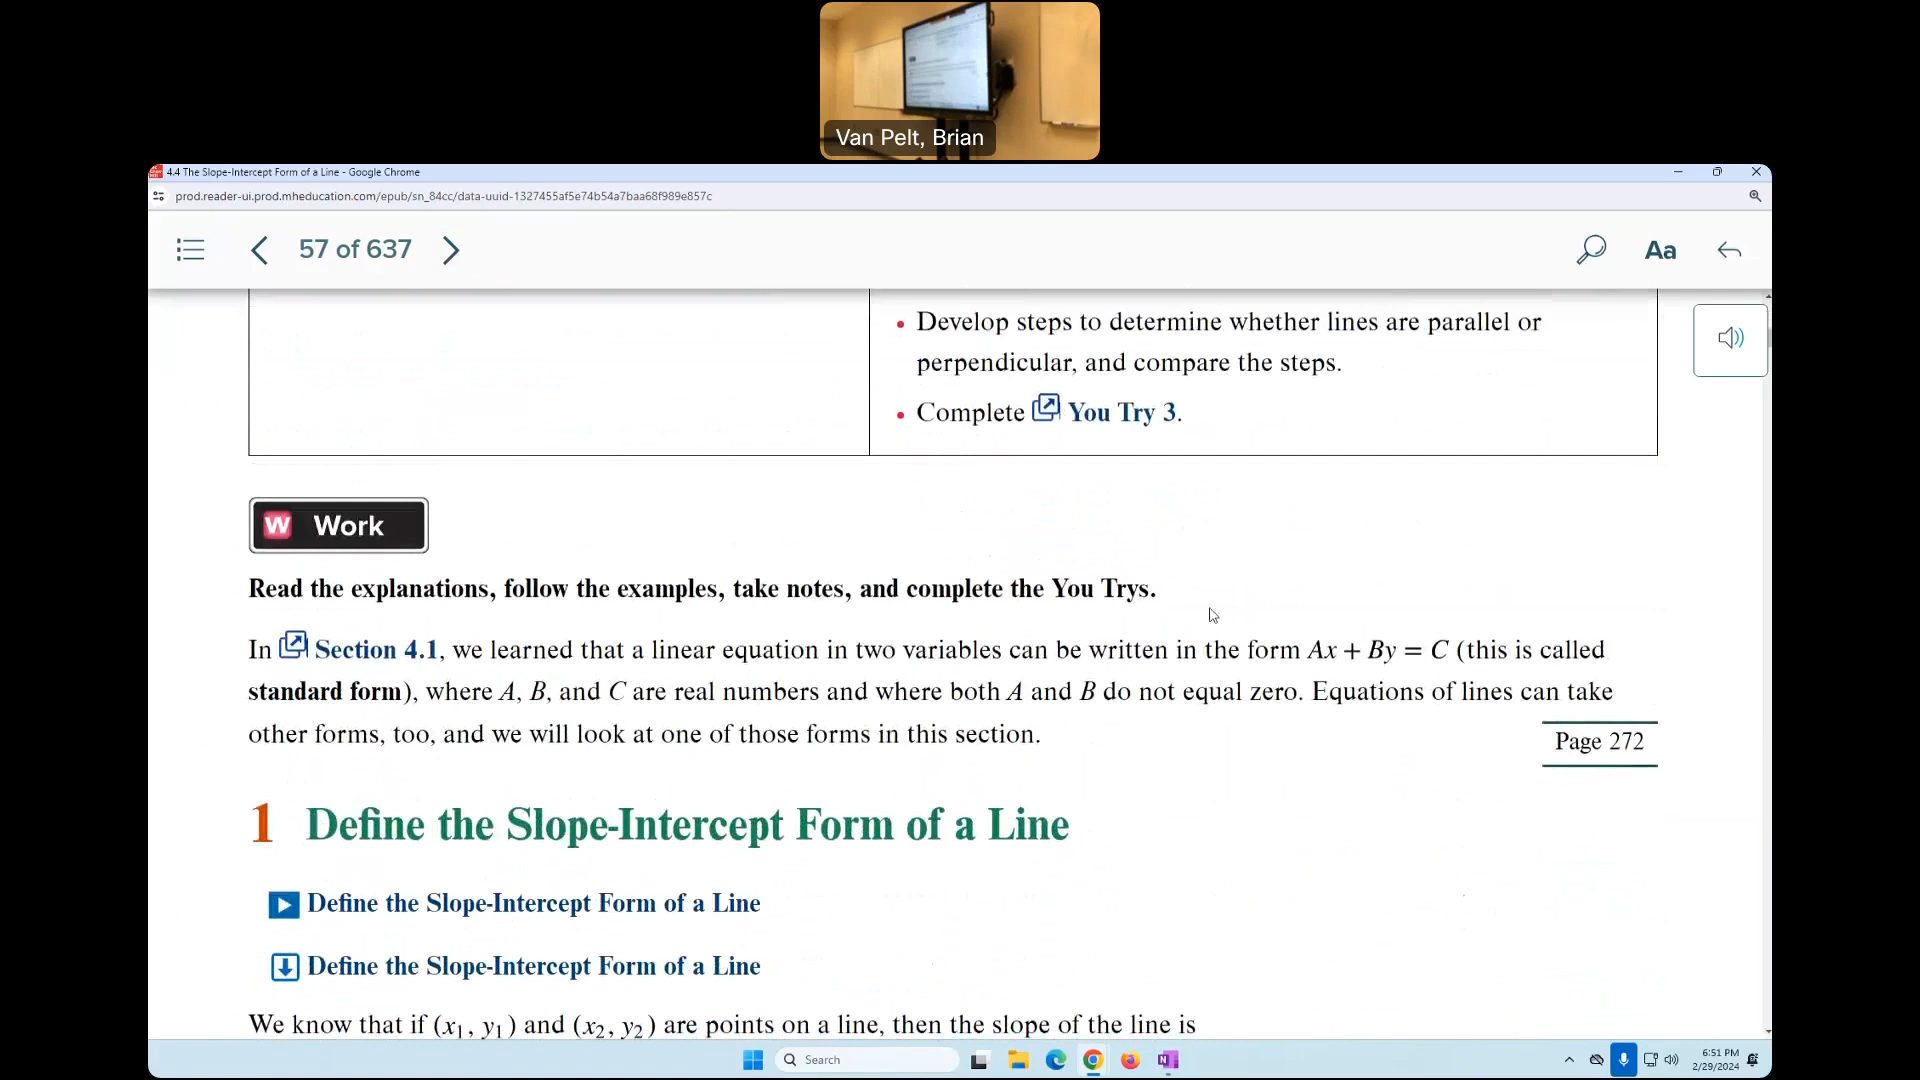 Van Pelt, Brian
4.4 The Slope-Intercept Form of a Line - Google Chrome
prod.reader-ui.prod.mheducation.com/epub/sn_84cc/data-uuid-1327455af5e74b54a7baa68f989e857c
57 of 637
Aa
• Develop steps to determine whether lines are parallel or
perpendicular, and compare the steps.
• Complete You Try 3.
W Work
Read the explanations, follow the examples, take notes, and complete the You Trys.
In Section 4.1, we learned that a linear equation in two variables can be written in the form Ax + By = C (this is called
standard form), where A, B, and C are real numbers and where both A and B do not equal zero. Equations of lines can take
other forms, too, and we will look at one of those forms in this section.
Page 272
1 Define the Slope-Intercept Form of a Line
Define the Slope-Intercept Form of a Line
Define the Slope-Intercept Form of a Line
We know that if (x₁, y₁) and (x₂, y₂) are points on a line, then the slope of the line is
Search
6:51 PM
2/29/2024